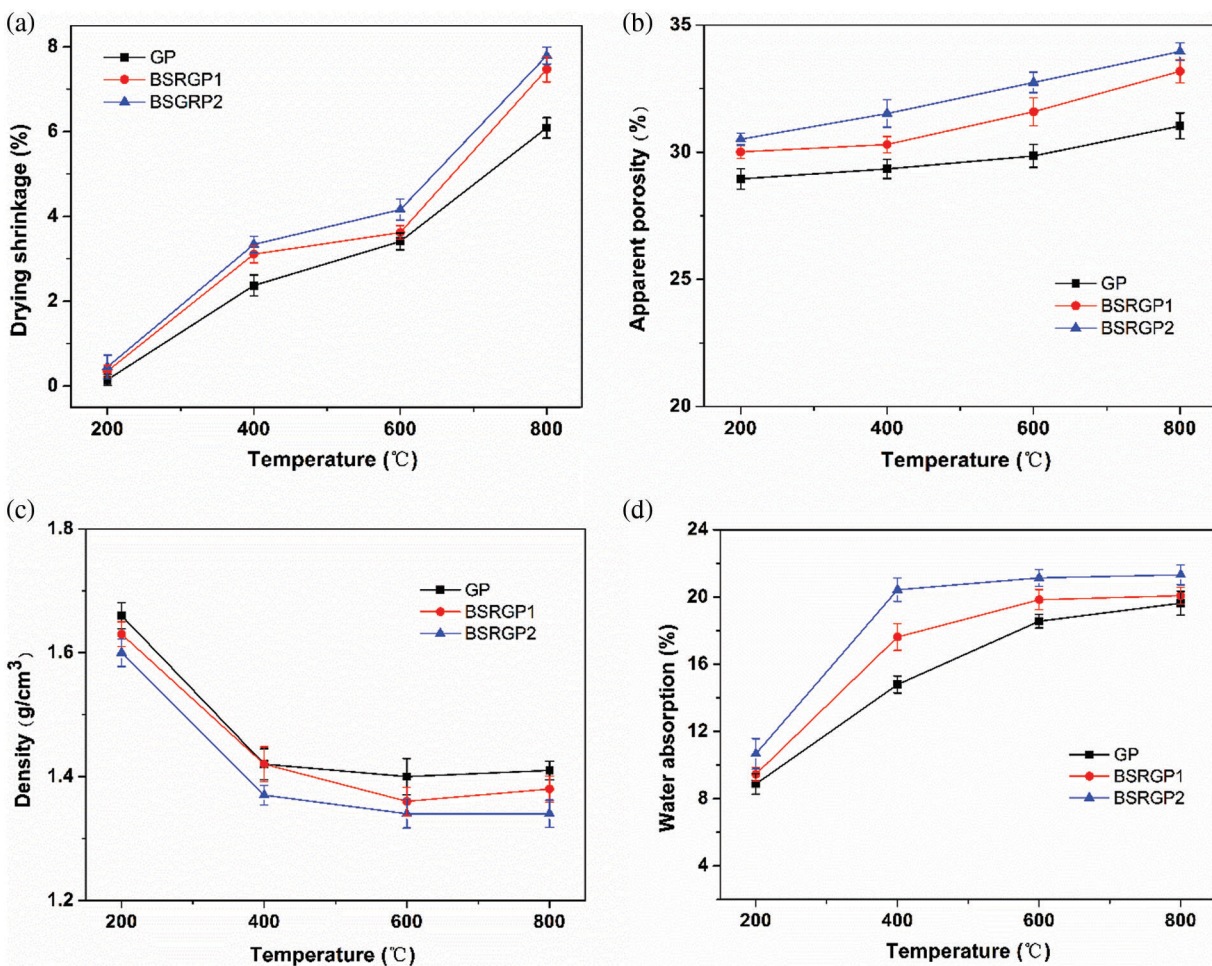 (a)
GP
BSRGP1
BSGRP2
Drying shrinkage (%)
8
6
4
2
0
200 400 600 800
Temperature (℃)
(b)
Apparent porosity (%)
35
30
25
20
GP
BSRGP1
BSRGP2
200 400 600 800
Temperature (℃)
(c)
Density (g/cm³)
1.8
1.6
1.4
1.2
GP
BSRGP1
BSRGP2
200 400 600 800
Temperature (℃)
(d)
Water absorption (%)
24
20
16
12
8
4
GP
BSRGP1
BSRGP2
200 400 600 800
Temperature (℃)